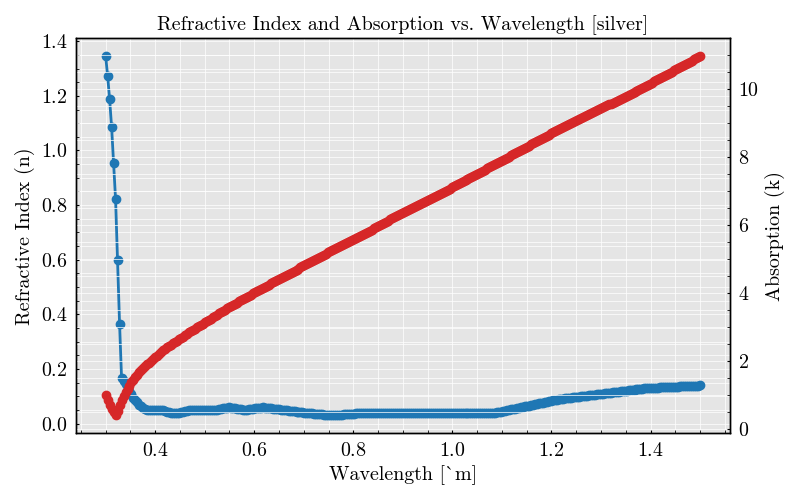 Refractive Index and Absorption vs. Wavelength [silver]
Refractive Index (n)
1.4
1.2
1.0
0.8
0.6
0.4
0.2
0.0
10
8
6
4
2
0
Absorption (k)
0.4 0.6 0.8 1.0 1.2 1.4
Wavelength [`m]